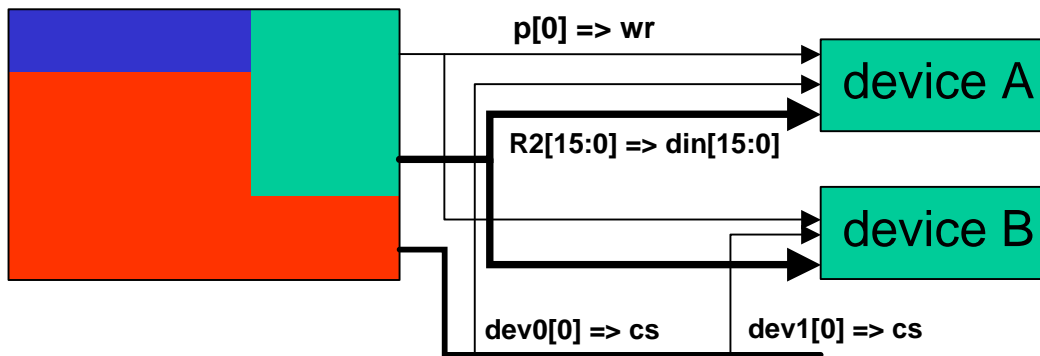 p[0] => wr
device A
R2[15:0] => din[15:0]
device B
dev0[0] => cs
dev1[0] => cs